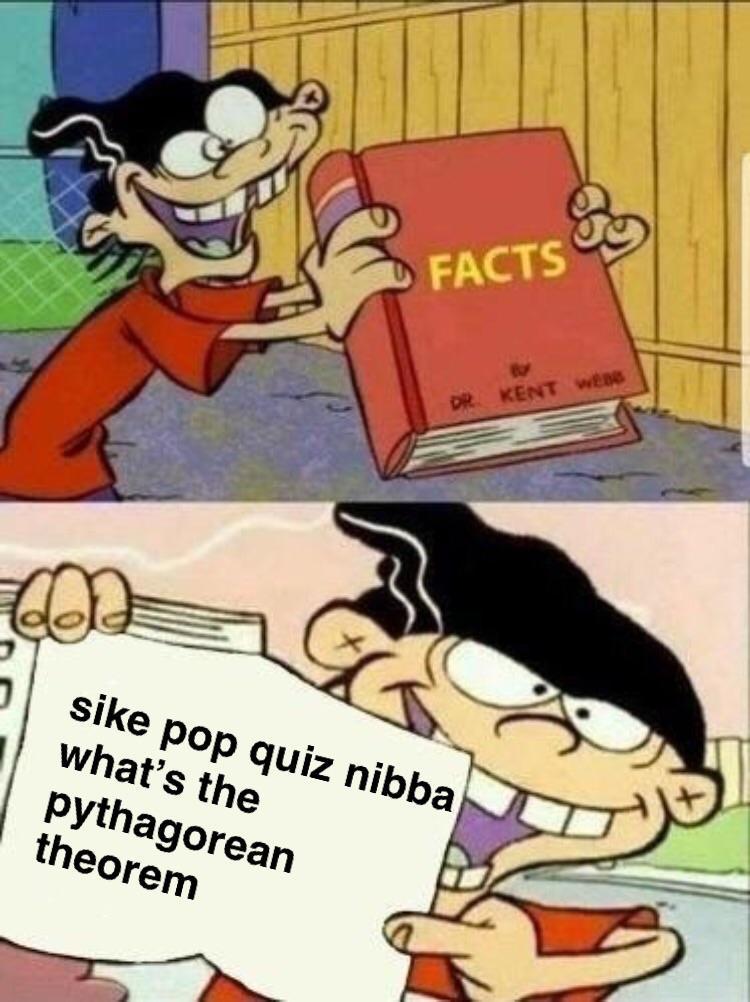 FACTS
BY
DR. KENT WEBB
sike pop quiz nibba
what's the
pythagorean
theorem